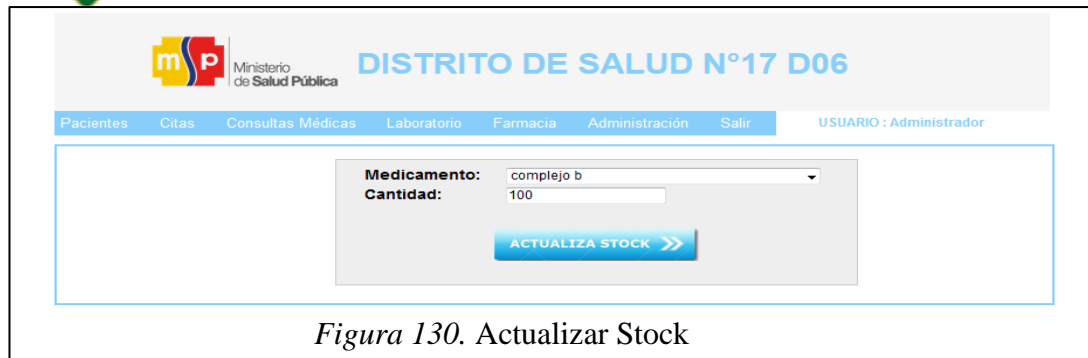 msp
Ministerio
de Salud Pública
DISTRITO DE SALUD N°17 D06
Pacientes Citas Consultas Médicas Laboratorio Farmacia Administración Salir USUARIO : Administrador
Medicamento: complejo b
Cantidad: 100
ACTUALIZA STOCK
Figura 130. Actualizar Stock